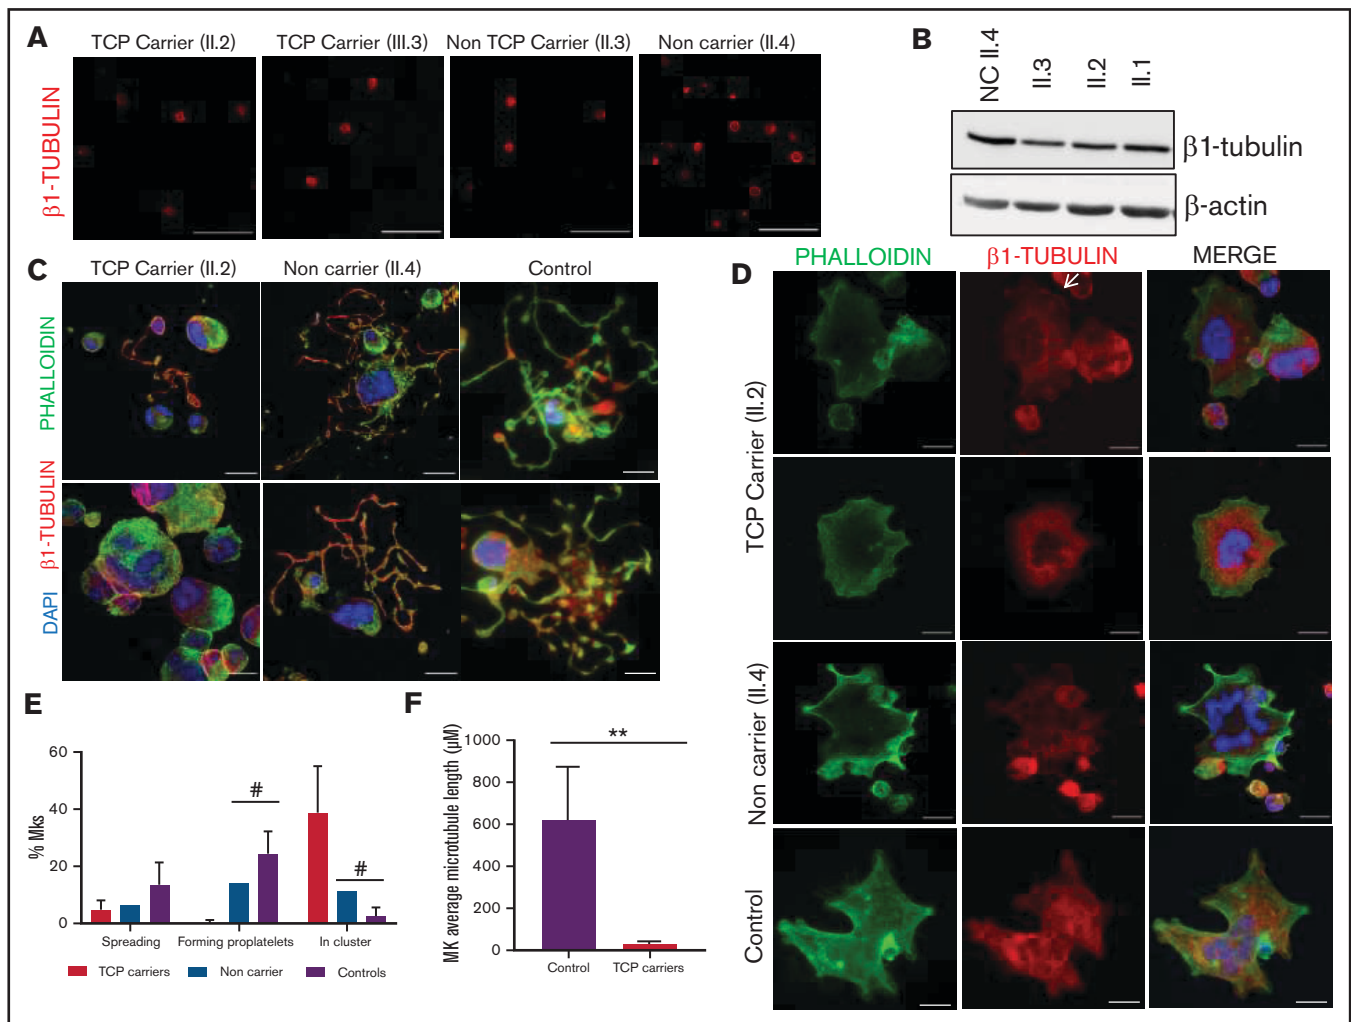 A
TCP Carrier (II.2)
TCP Carrier (III.3)
Non TCP Carrier (II.3)
Non carrier (II.4)
β1-TUBULIN
B
NC II.4
II.3
II.2
II.1
β1-tubulin
β-actin
C
TCP Carrier (II.2)
Non carrier (II.4)
Control
PHALLOIDIN
β1-TUBULIN
DAPI
D
PHALLOIDIN
β1-TUBULIN
MERGE
TCP Carrier (II.2)
Non carrier (II.4)
Control
E
% Mks
60
40
20
0
#
#
Spreading
Forming proplatelets
In cluster
TCP carriers
Non carrier
Controls
F
MK average microtubule length (µM)
1000
800
600
400
200
0
**
Control
TCP carriers